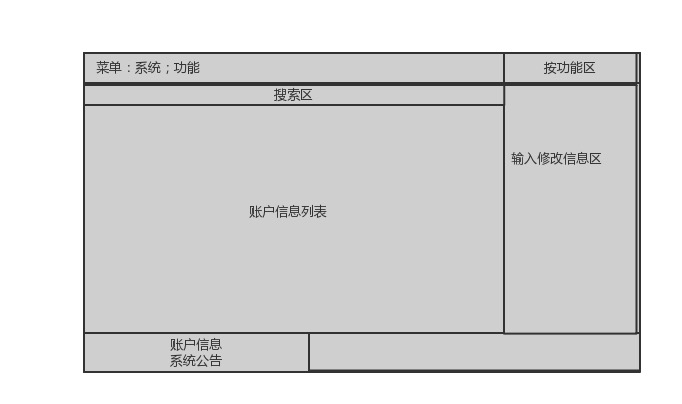 菜单：系统；功能
按功能区
搜索区
输入修改信息区
账户信息列表
账户信息
系统公告